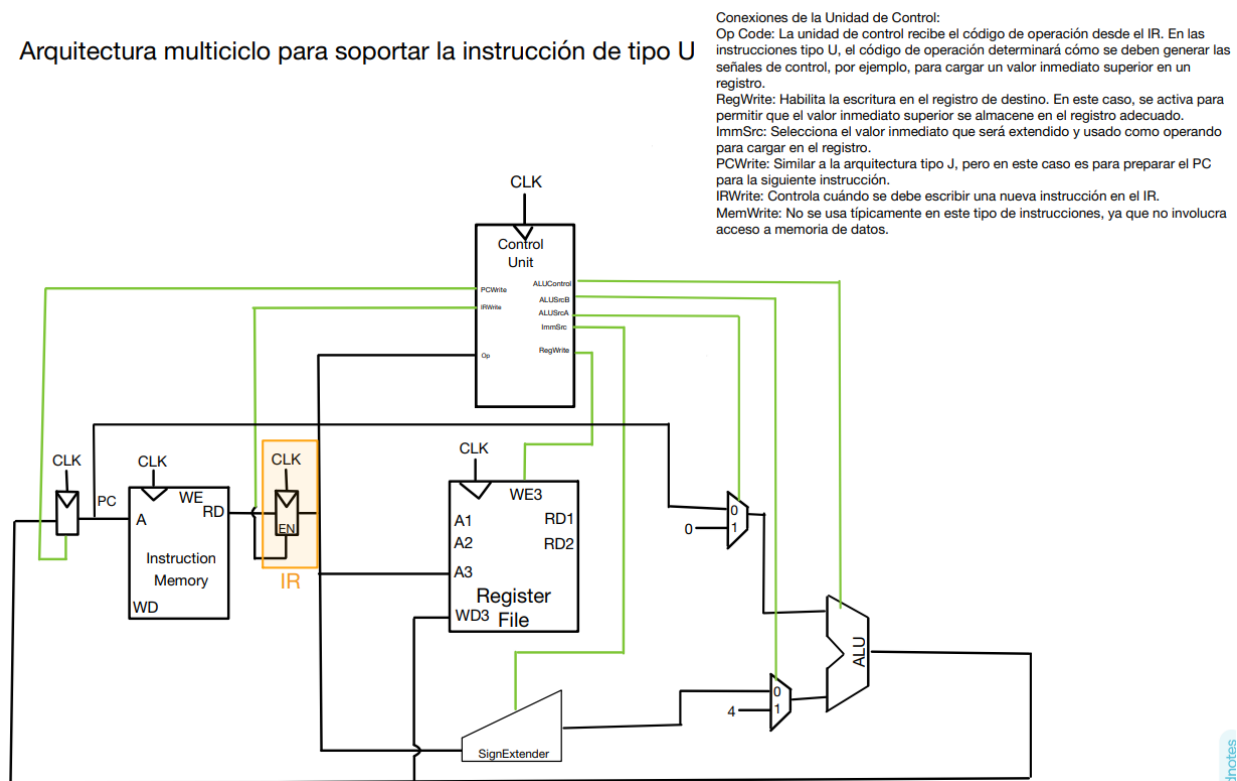 Arquitectura multiciclo para soportar la instrucción de tipo U
Conexiones de la Unidad de Control:
Op Code: La unidad de control recibe el código de operación desde el IR. En las
instrucciones tipo U, el código de operación determinará cómo se deben generar las
señales de control, por ejemplo, para cargar un valor inmediato superior en un
registro.
RegWrite: Habilita la escritura en el registro de destino. En este caso, se activa para
permitir que el valor inmediato superior se almacene en el registro adecuado.
ImmSrc: Selecciona el valor inmediato que será extendido y usado como operando
para cargar en el registro.
PCWrite: Similar a la arquitectura tipo J, pero en este caso es para preparar el PC
para la siguiente instrucción.
IRWrite: Controla cuándo se debe escribir una nueva instrucción en el IR.
MemWrite: No se usa típicamente en este tipo de instrucciones, ya que no involucra
acceso a memoria de datos.
CLK
Control
Unit
PCWrite
IRWrite
Op
ALUControl
ALUSrcB
ALUSrcA
ImmSrc
RegWrite
CLK
PC
CLK
A
WE
RD
Instruction
Memory
WD
CLK
EN
IR
CLK
WE3
A1
A2
A3
RD1
RD2
Register
File
WD3
0
0
1
ALU
4
0
1
SignExtender